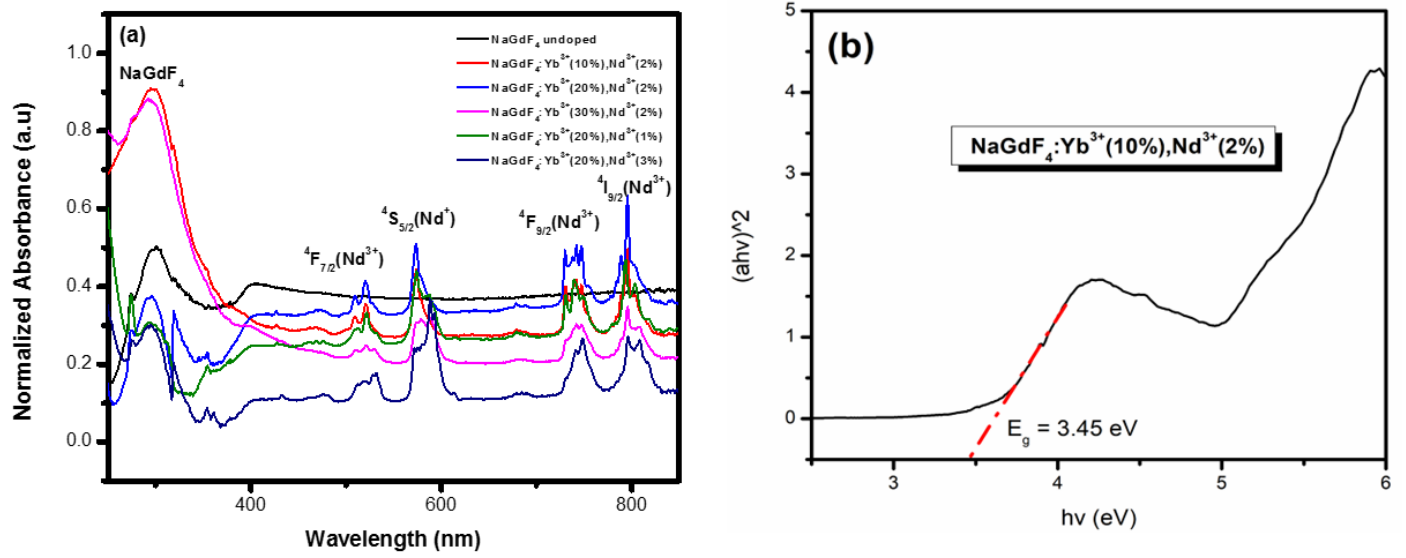 (a)
NaGdF₄ undoped
NaGdF₄: Yb³⁺(10%),Nd³⁺(2%)
NaGdF₄: Yb³⁺(20%),Nd³⁺(2%)
NaGdF₄: Yb³⁺(30%),Nd³⁺(2%)
NaGdF₄: Yb³⁺(20%),Nd³⁺(1%)
NaGdF₄: Yb³⁺(20%),Nd³⁺(3%)
NaGdF₄
⁴F₇/₂(Nd³⁺)
⁴S₅/₂(Nd⁺)
⁴F₉/₂(Nd³⁺)
⁴I₉/₂(Nd³⁺)
Normalized Absorbance (a.u)
1.0
0.8
0.6
0.4
0.2
0.0
400
600
800
Wavelength (nm)
(b)
NaGdF₄:Yb³⁺(10%),Nd³⁺(2%)
E_g = 3.45 eV
(ahv)^2
5
4
3
2
1
0
3
4
5
6
hv (eV)